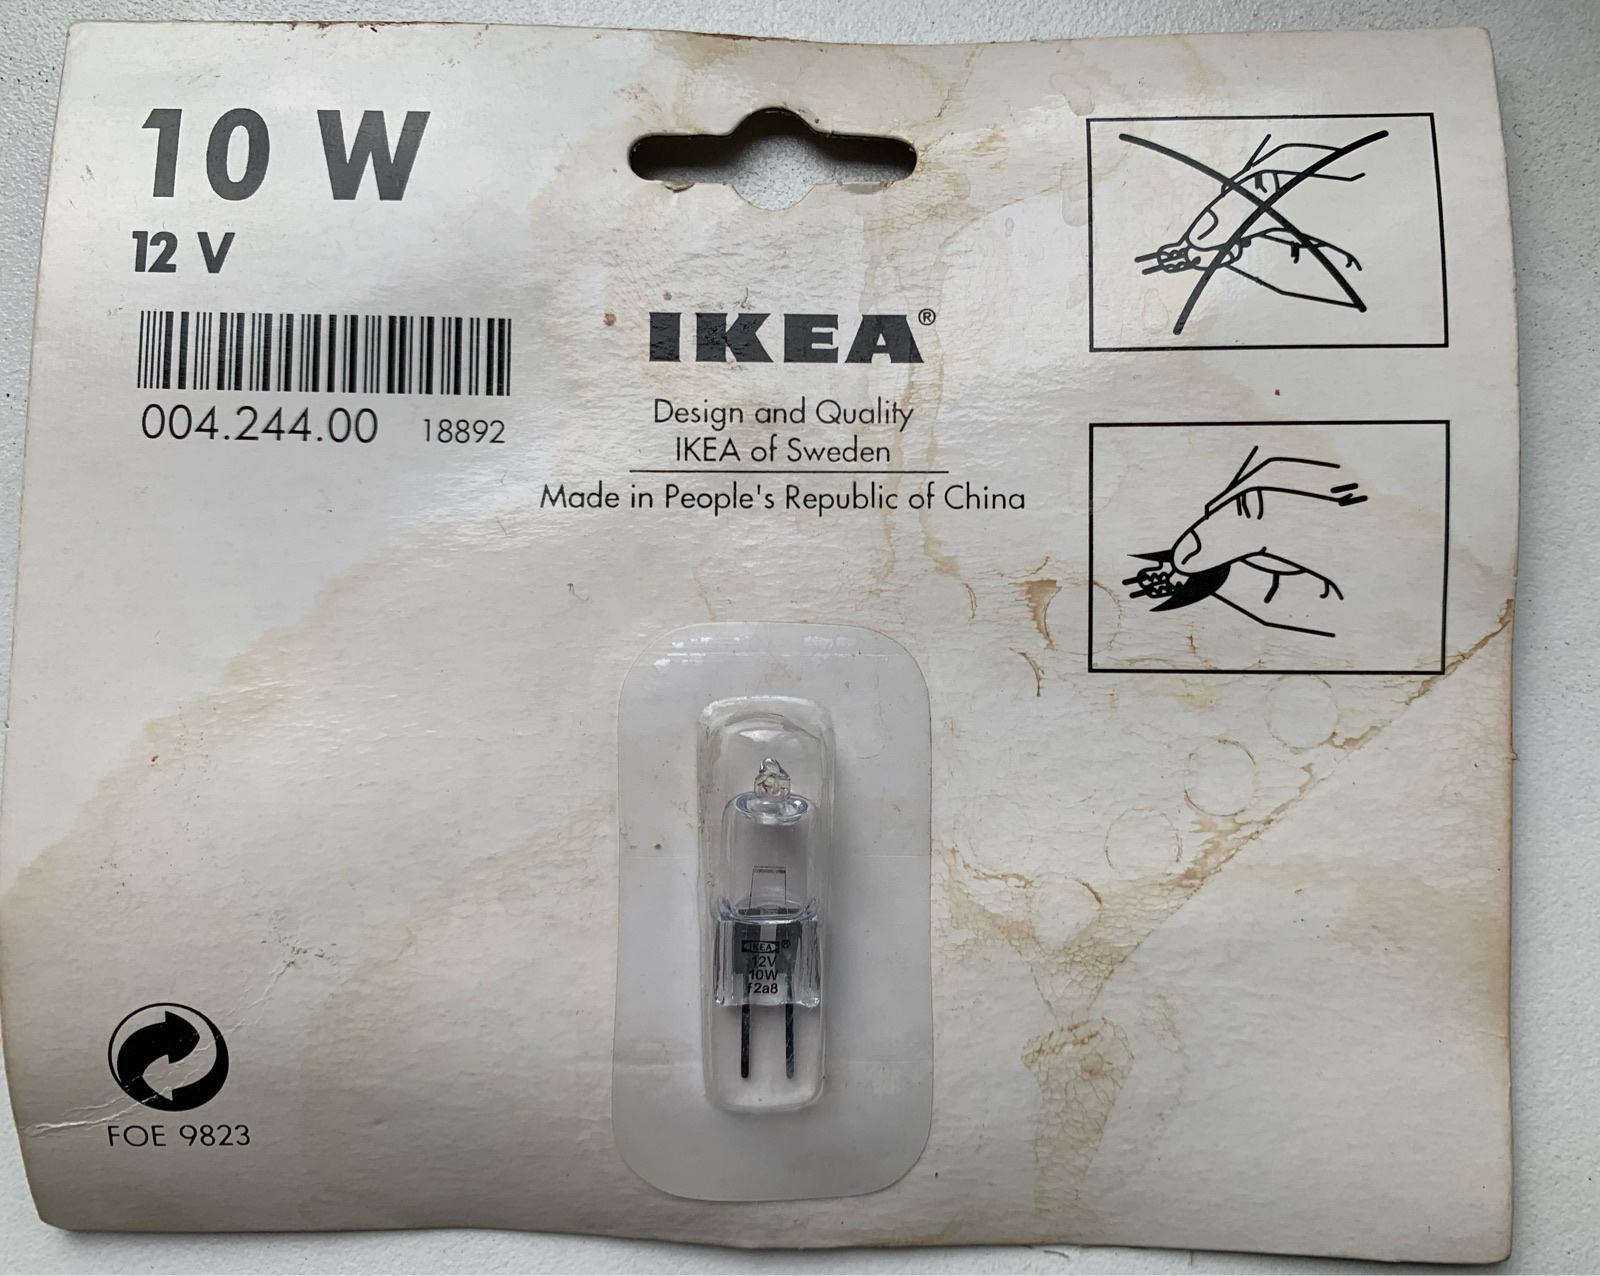 10 W
12 V
004.244.00 18892
IKEA®
Design and Quality
IKEA of Sweden
Made in People's Republic of China
IKEA ®
12V
10W
f2a8
FOE 9823